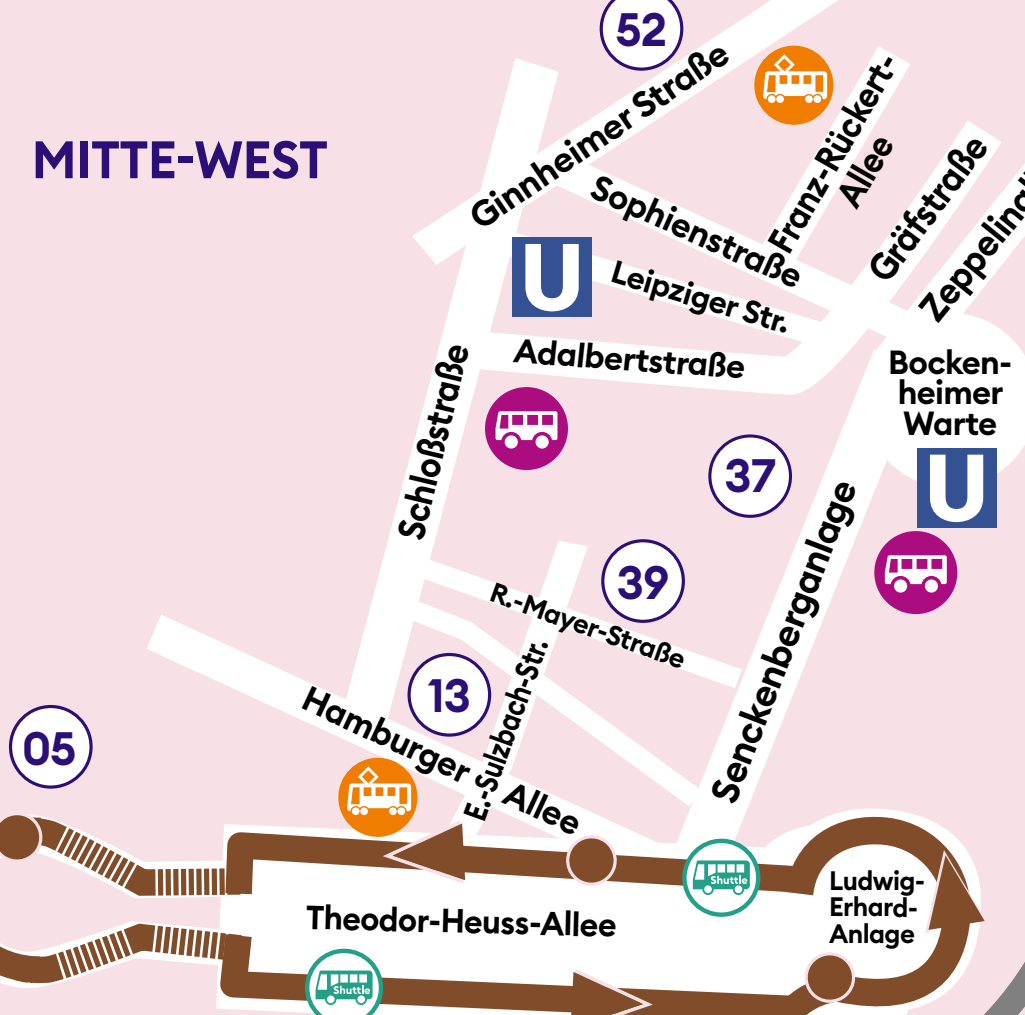 52
MITTE-WEST
Ginnheimer Straße
Franz-Rückert-
Allee
Gräfstraße
Sophienstraße
U
Leipziger Str.
Adalbertstraße
Schloßstraße
Bocken-
heimer
Warte
U
37
39
R.-Mayer-Straße
Senckenberganlage
13
E.-Sulzbach-Str.
Hamburger Allee
05
Shuttle
Ludwig-
Erhard-
Anlage
Theodor-Heuss-Allee
Shuttle